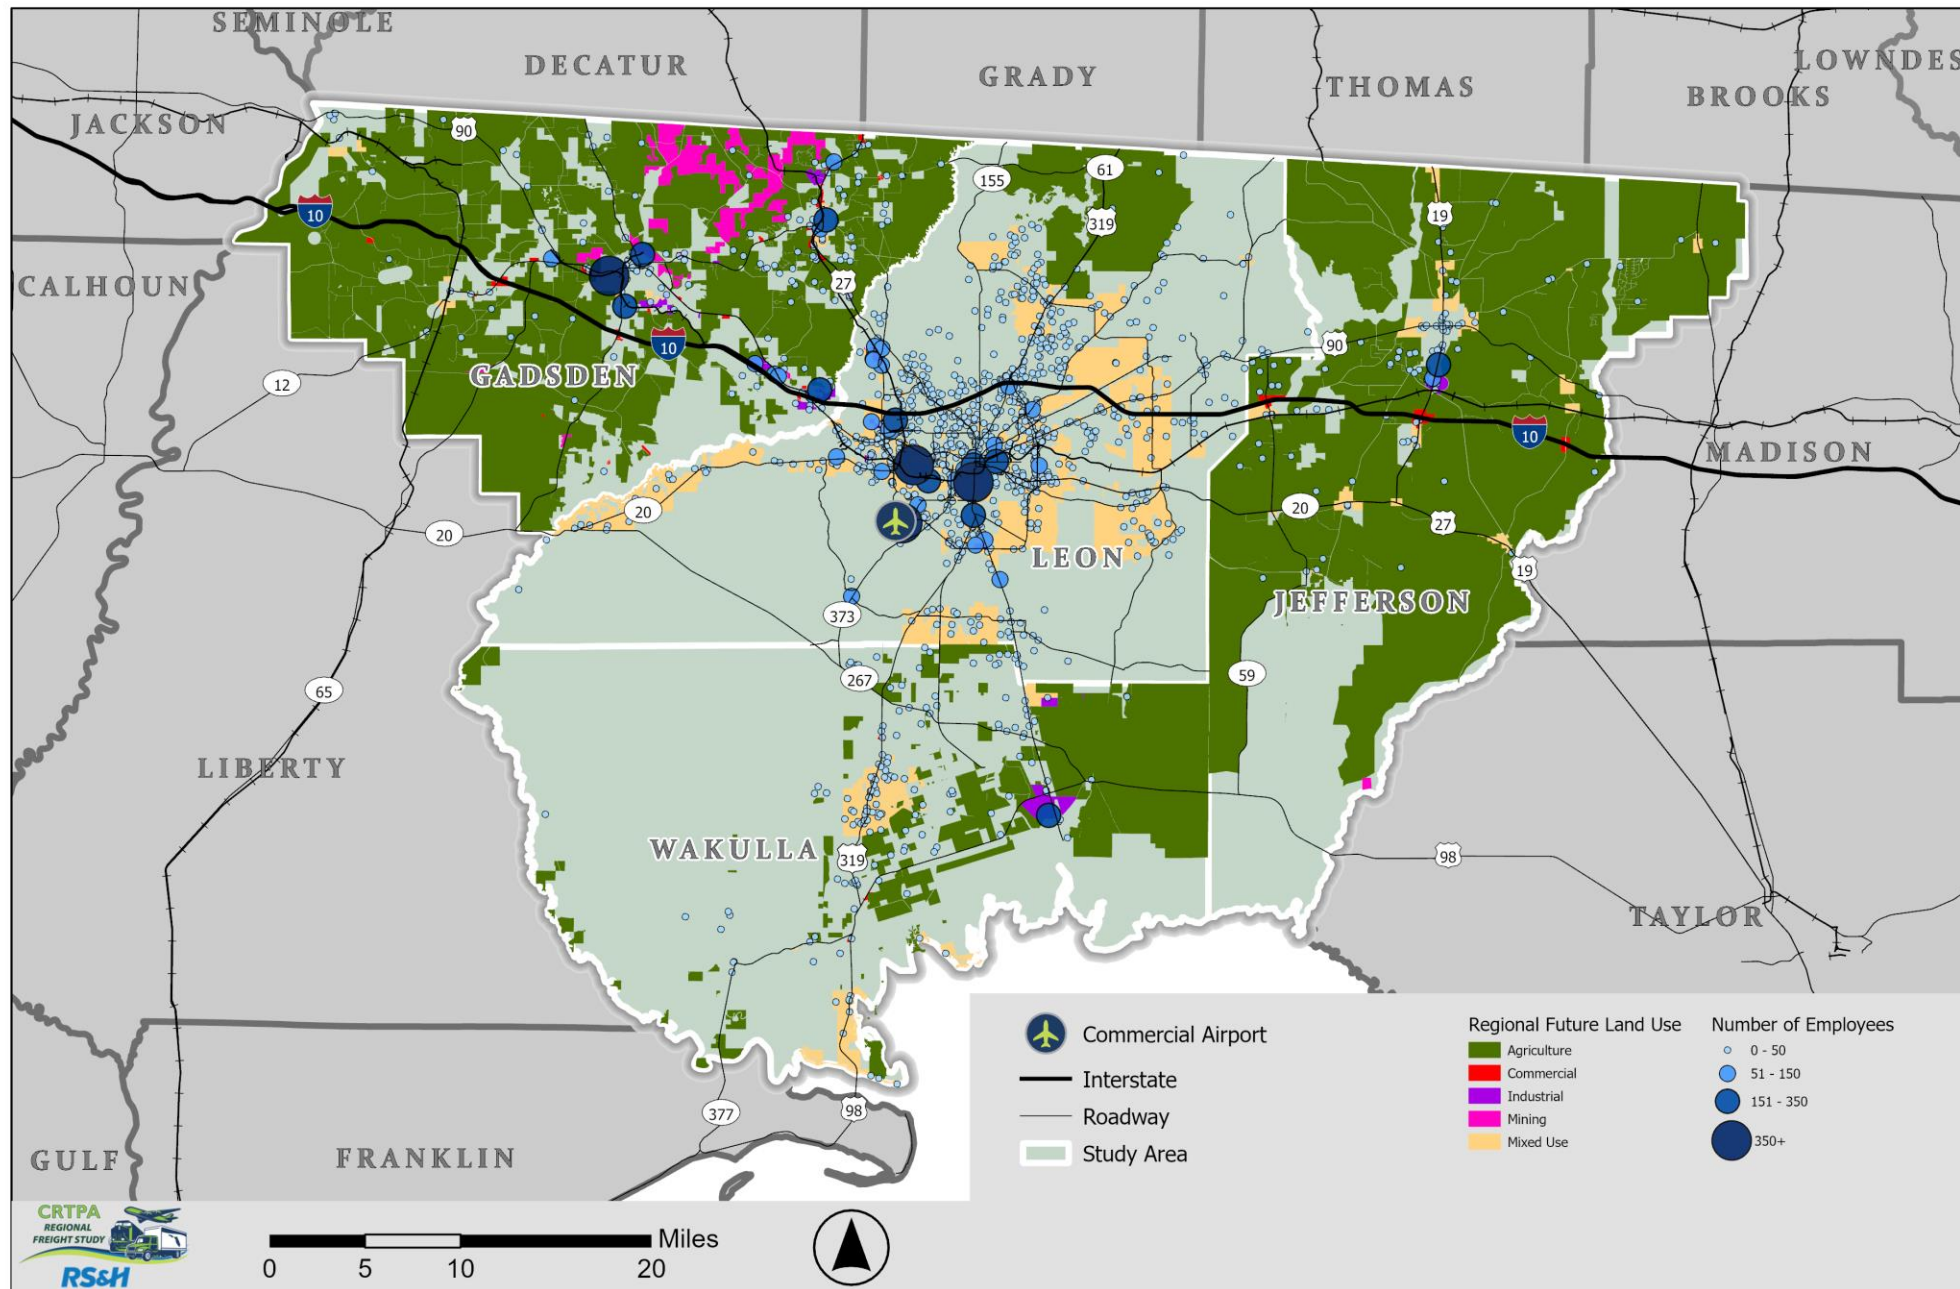 SEMINOLE
DECATUR
GRADY
THOMAS
LOWNDES
BROOKS
JACKSON
90
155
61
10
319
19
CALHOUN
27
10
90
GADSDEN
12
10
MADISON
20
20
20
27
LEON
19
JEFFERSON
373
267
59
65
LIBERTY
WAKULLA
319
98
TAYLOR
377
98
GULF
FRANKLIN
Commercial Airport
Interstate
Roadway
Study Area
Regional Future Land Use
Agriculture
Commercial
Industrial
Mining
Mixed Use
Number of Employees
0 - 50
51 - 150
151 - 350
350+
CRTPA
REGIONAL
FREIGHT STUDY
RS&H
Miles
0 5 10 20